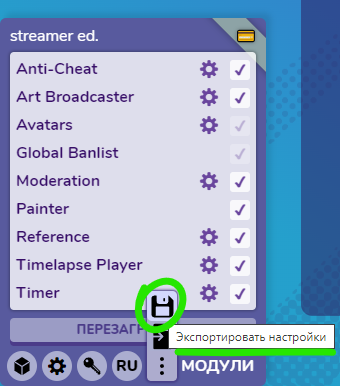 streamer ed.
Anti-Cheat
Art Broadcaster
Avatars
Global Banlist
Moderation
Painter
Reference
Timelapse Player
Timer
ПЕРЕЗАГР
Экспортировать настройки
RU
МОДУЛИ